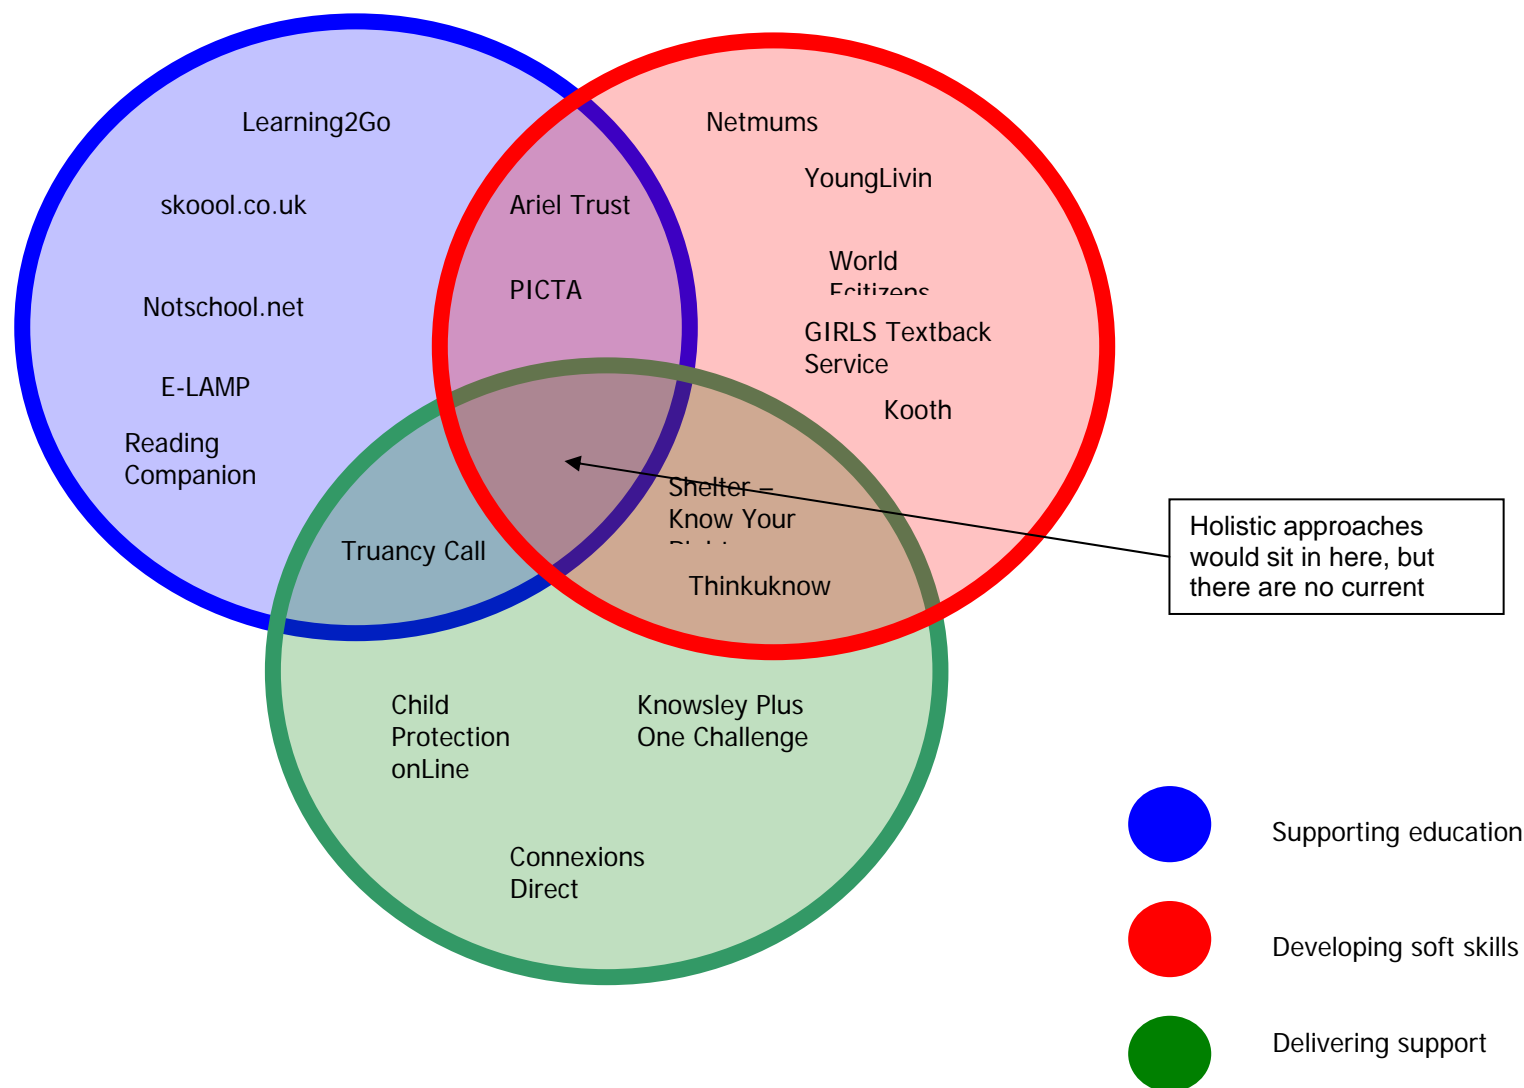 Learning2Go
Netmums
YoungLivin
skoool.co.uk
Ariel Trust
World
PICTA
Notschool.net
GIRLS Textback
Service
E-LAMP
Kooth
Reading
Companion
Shelter –
Know Your
Truancy Call
Thinkuknow
Holistic approaches
would sit in here, but
there are no current
Child
Protection
onLine
Knowsley Plus
One Challenge
Connexions
Direct
Supporting education
Developing soft skills
Delivering support